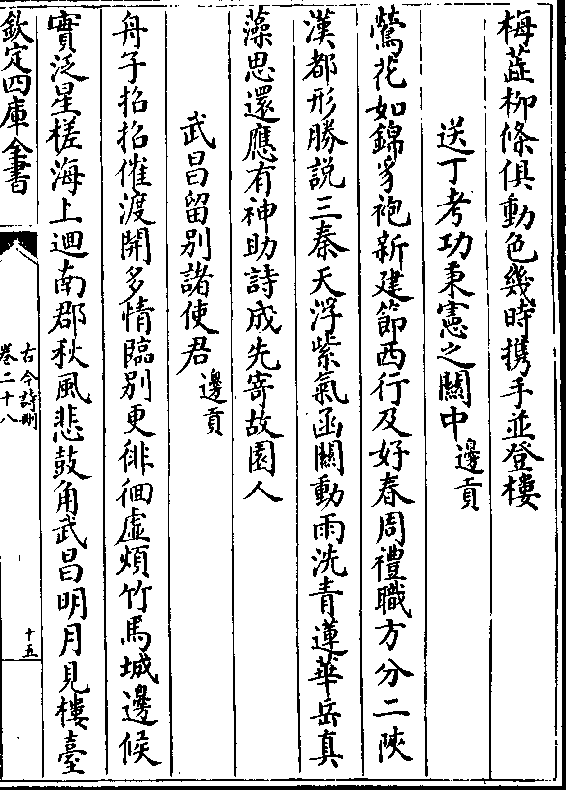 梅蕋柳條俱動色幾時携手並登樓
送丁考功秉憲之關中邊貢
鶯花如錦豸袍新建節西行及好春周禮職方分二陝
漢都形勝説三秦天浮紫氣函關動雨洗青蓮華岳真
藻思還應有神助詩成先寄故園人
武昌留別諸使君邊貢
舟子招招催渡開多情臨别更徘徊虚煩竹馬城邊候
實泛星槎海上迴南郡秋風悲鼓角武昌明月見樓臺
欽定四庫全書
古今詩刪
卷二十八
十五